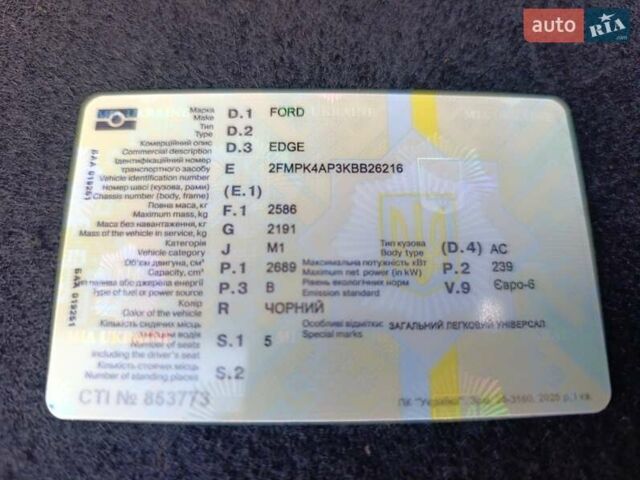 auto RIA.com
Марка D.1 FORD
Make
Тип D.2
Type
Комерційний опис D.3 EDGE
Commercial description
Ідентифікаційний номер
транспортного засобу E 2FMPK4AP3KBB26216
Vehicle identification number
Номер шасі (кузова, рами) (E.1)
Chassis number (body, frame)
Повна маса, кг F.1 2586
Maximum mass, kg
Маса без навантаження, кг G 2191
Mass of the vehicle in service, kg
Категорія J M1 Тип кузова (D.4) AC
Vehicle category Body type
Об'єм двигуна, см³ P.1 2689 Максимальна потужність кВт P.2 239
Capacity, cm³ Maximum net power (in kW)
палива або джерела енергії P.3 B Рівень екологічних норм V.9 Євро-6
Type of fuel or power source Emission standard
Колір R ЧОРНИЙ
Color of the vehicle
Кількість сидячих місць Особливі відмітки: ЗАГАЛЬНИЙ ЛЕГКОВИЙ УНІВЕРСАЛ
Special marks
Number of seats S.1 5
including the driver's seat
Кількість стоячих місць S.2
Number of standing places
CTI № 853773